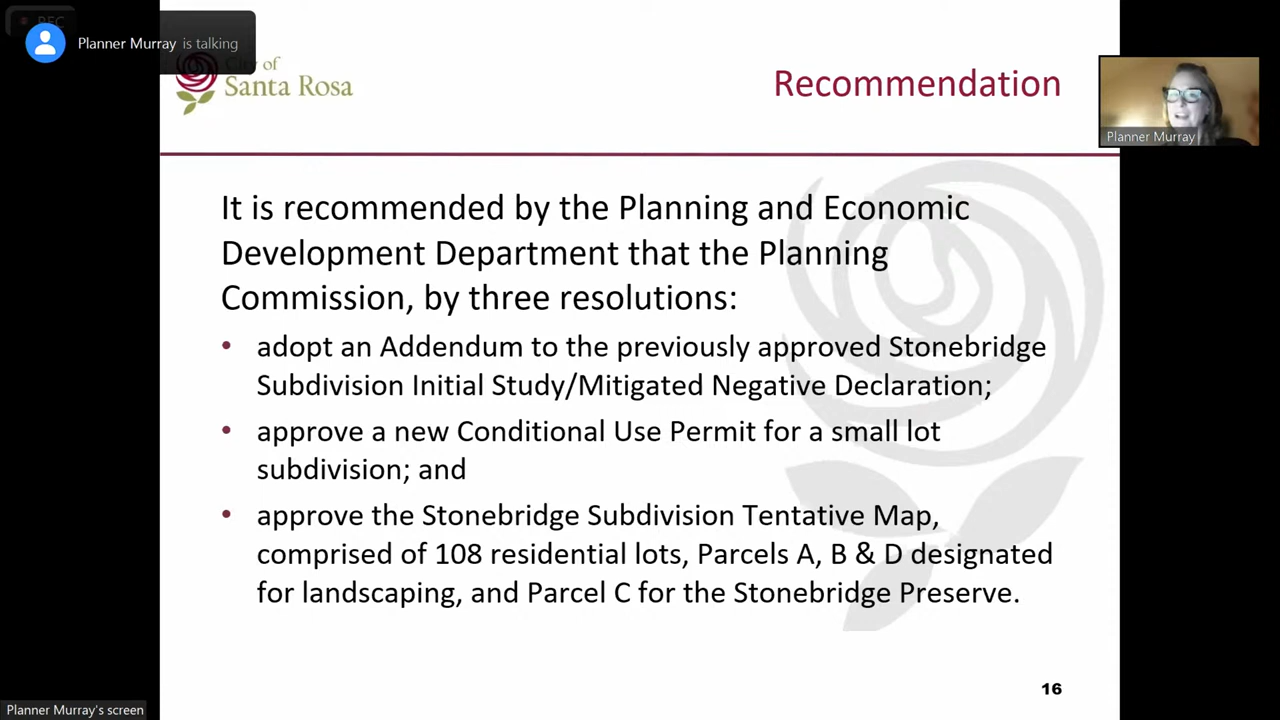 REC
Planner Murray is talking
City of
Santa Rosa
Recommendation
Planner Murray
It is recommended by the Planning and Economic
Development Department that the Planning
Commission, by three resolutions:
• adopt an Addendum to the previously approved Stonebridge
Subdivision Initial Study/Mitigated Negative Declaration;
• approve a new Conditional Use Permit for a small lot
subdivision; and
• approve the Stonebridge Subdivision Tentative Map,
comprised of 108 residential lots, Parcels A, B & D designated
for landscaping, and Parcel C for the Stonebridge Preserve.
16
Planner Murray's screen